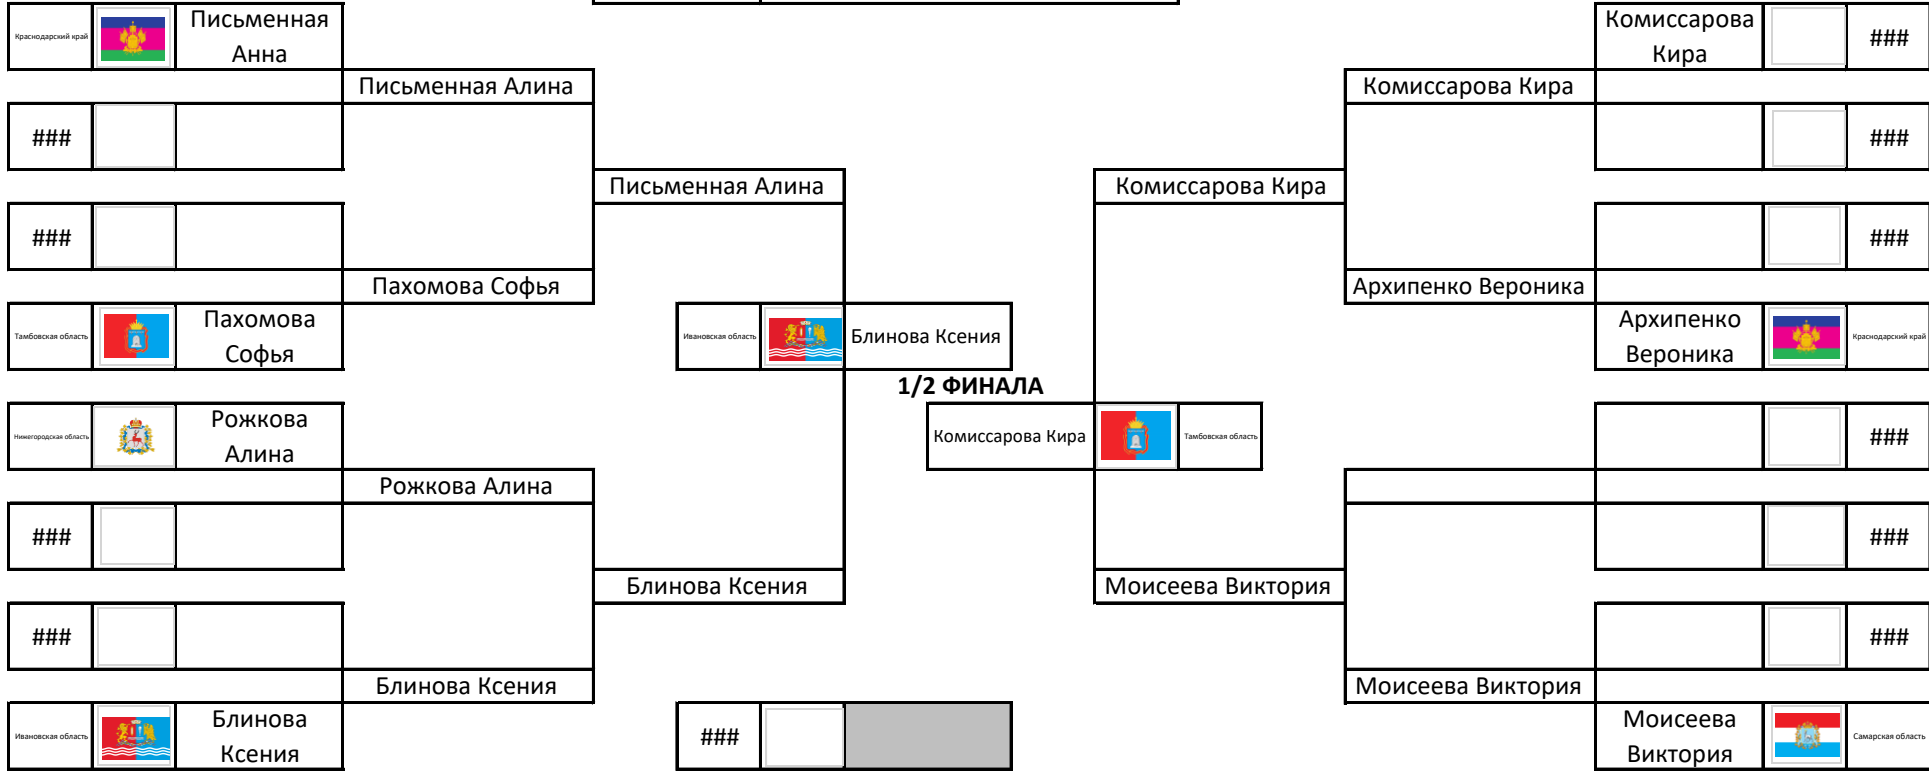 Краснодарский край
Письменная
Анна
Комиссарова
Кира
###
Письменная Алина
Комиссарова Кира
###
###
Письменная Алина
Комиссарова Кира
###
###
Пахомова Софья
Архипенко Вероника
Тамбовская область
Пахомова
Софья
Ивановская область
Блинова Ксения
Архипенко
Вероника
Краснодарский край
1/2 ФИНАЛА
Нижегородская область
Рожкова
Алина
Комиссарова Кира
Тамбовская область
###
Рожкова Алина
###
###
Блинова Ксения
Моисеева Виктория
###
###
Блинова Ксения
Моисеева Виктория
Ивановская область
Блинова
Ксения
###
Моисеева
Виктория
Самарская область